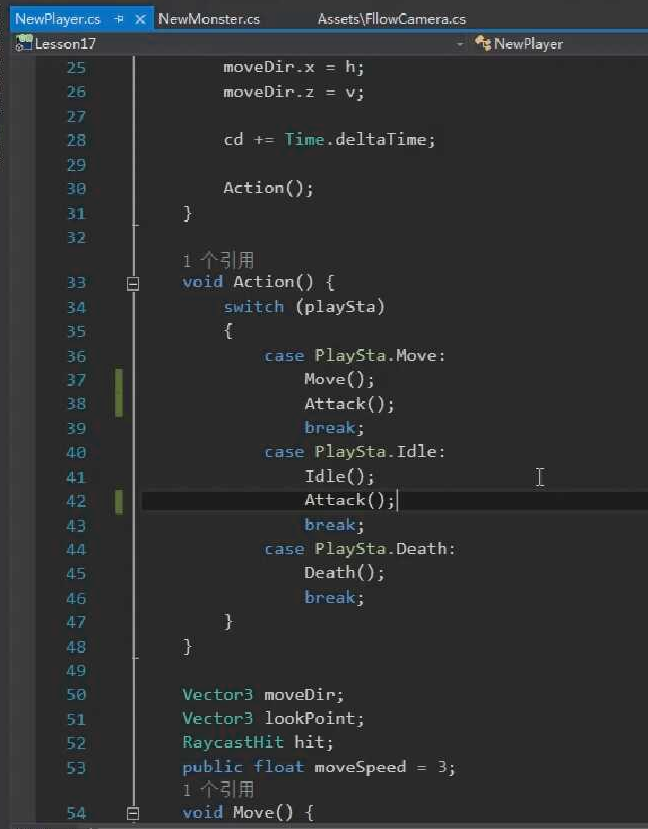 NewPlayer.cs NewMonster.cs Assets\FllowCamera.cs
Lesson17 NewPlayer
25 moveDir.x = h;
26 moveDir.z = v;
27
28 cd += Time.deltaTime;
29
30 Action();
31 }
32
1 个引用
33 void Action() {
34 switch (playSta)
35 {
36 case PlaySta.Move:
37 Move();
38 Attack();
39 break;
40 case PlaySta.Idle:
41 Idle();
42 Attack();
43 break;
44 case PlaySta.Death:
45 Death();
46 break;
47 }
48 }
49
50 Vector3 moveDir;
51 Vector3 lookPoint;
52 RaycastHit hit;
53 public float moveSpeed = 3;
1 个引用
54 void Move() {